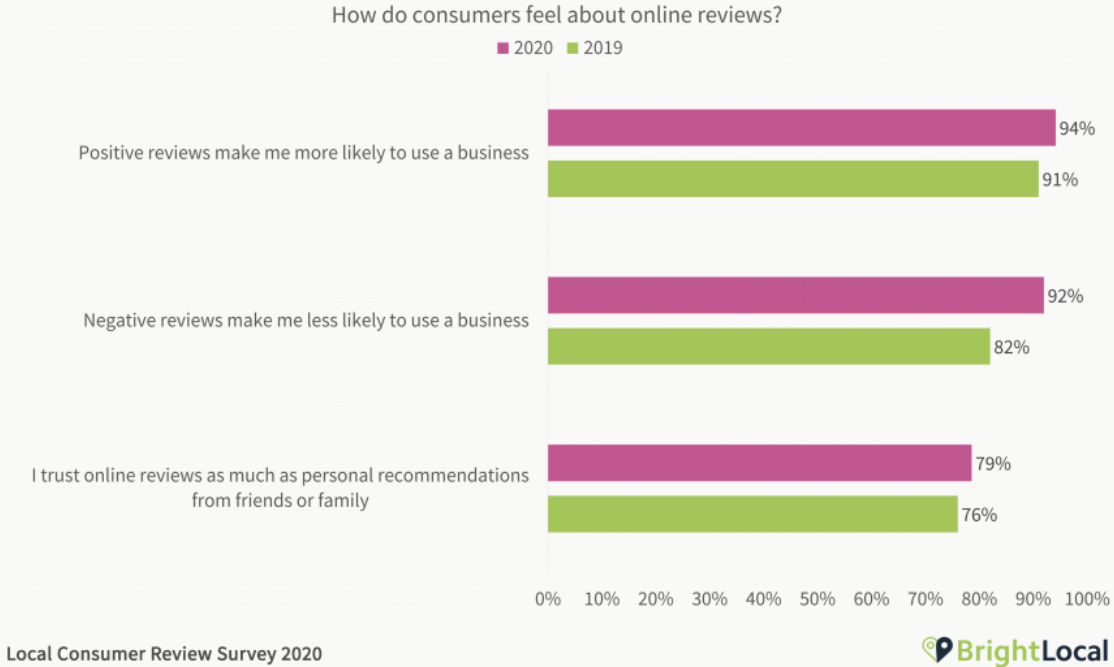 How do consumers feel about online reviews?
2020 2019
94%
Positive reviews make me more likely to use a business
91%
92%
Negative reviews make me less likely to use a business
82%
79%
I trust online reviews as much as personal recommendations
from friends or family
76%
0% 10% 20% 30% 40% 50% 60% 70% 80% 90% 100%
Local Consumer Review Survey 2020
BrightLocal